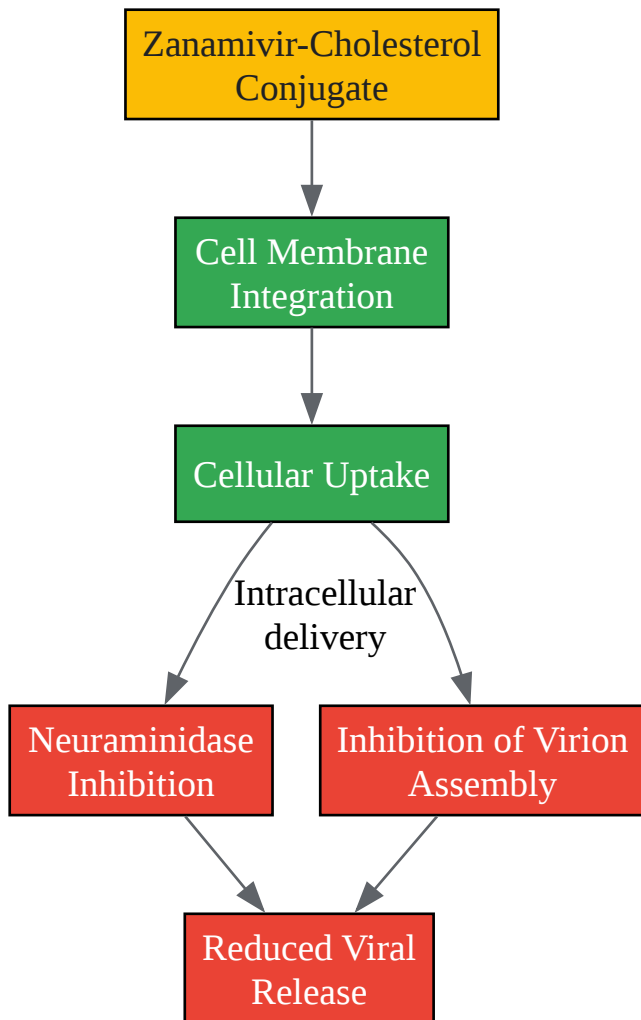 Zanamivir-Cholesterol
Conjugate
Cell Membrane
Integration
Cellular Uptake
Intracellular
delivery
Neuraminidase
Inhibition
Inhibition of Virion
Assembly
Reduced Viral
Release